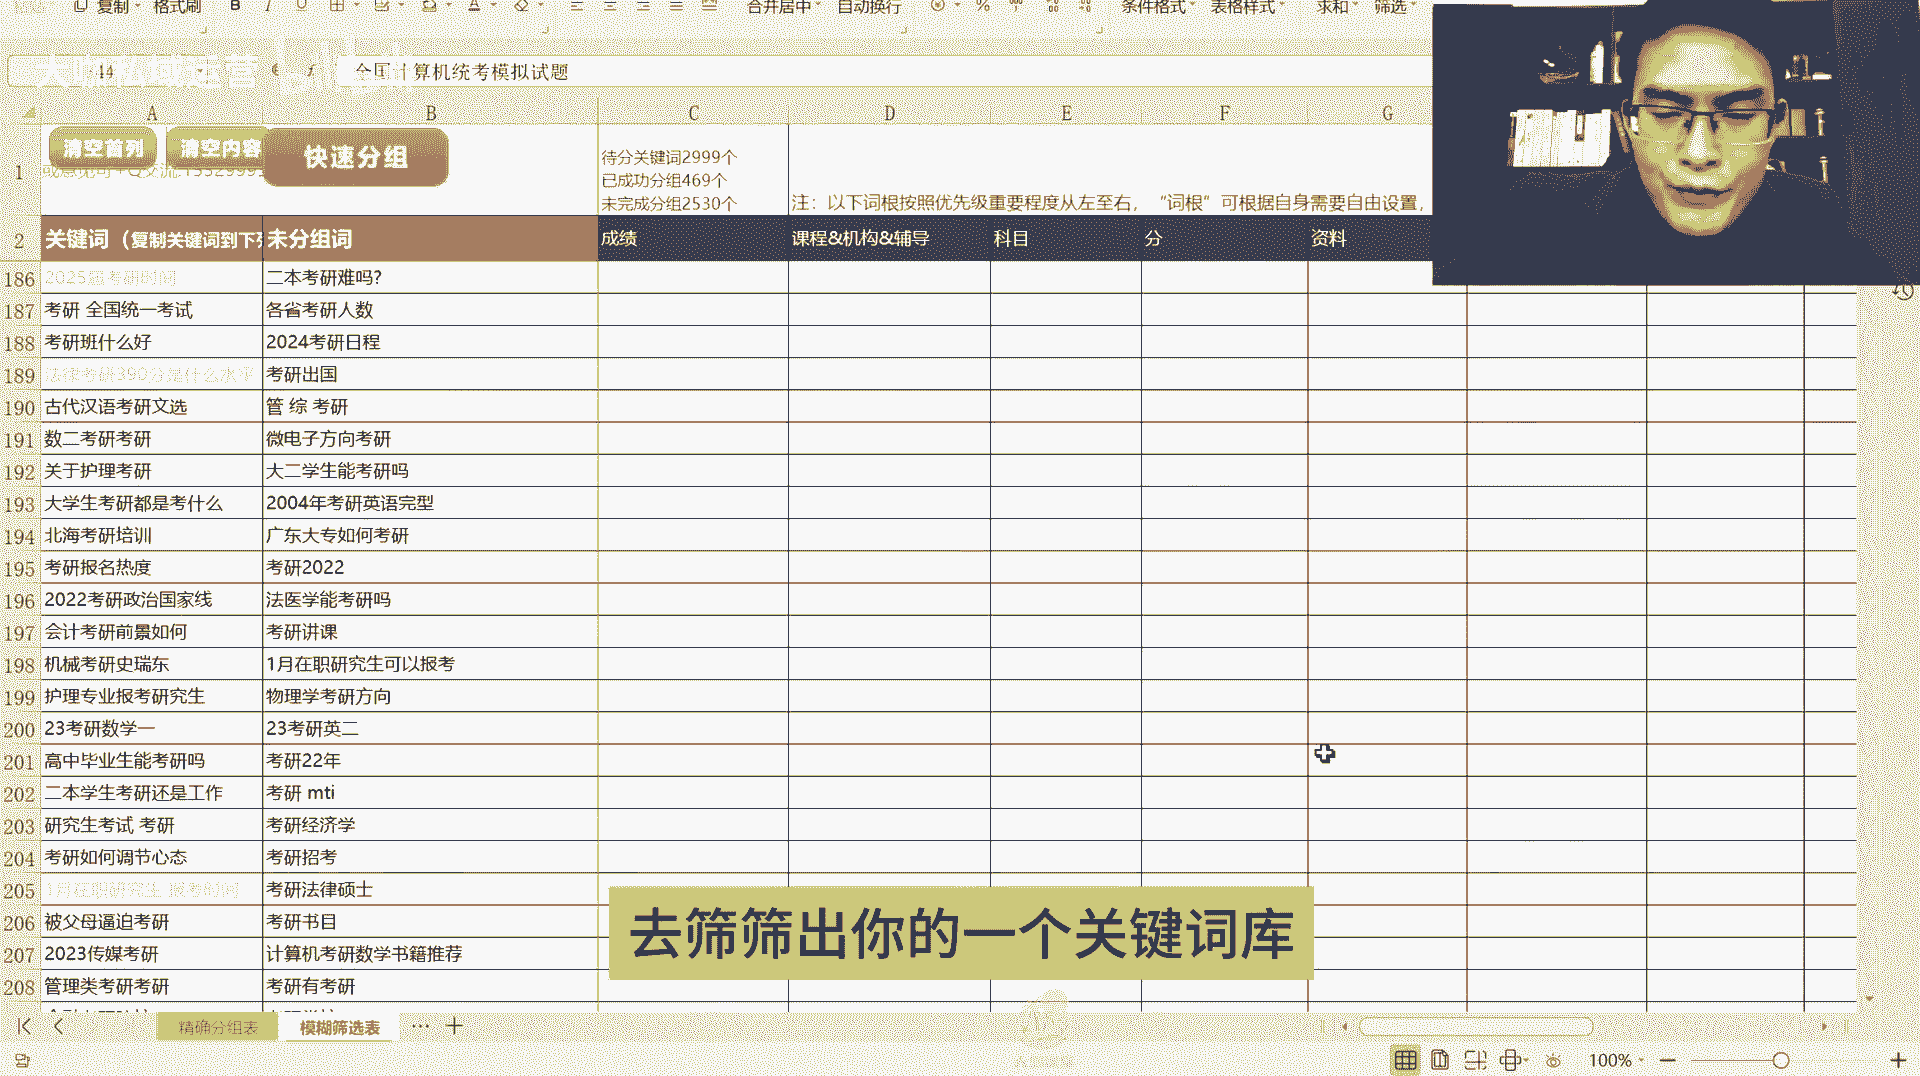 复制 格式刷 B I U A 合并居中 自动换行 % 条件格式 表格样式 求和 筛选
全国计算机统考模拟试题
A B C D E F G
清空首列 清空内容 快速分组
1
待分关键词2999个
已成功分组469个
未完成分组2530个
注：以下词根按照优先级重要程度从左至右，“词根”可根据自身需要自由设置，
2 关键词（复制关键词到下列 未分组词 成绩 课程&机构&辅导 科目 分 资料
186 2025届考研时间 二本考研难吗?
187 考研 全国统一考试 各省考研人数
188 考研班什么好 2024考研日程
189 法律考研390分是什么水平 考研出国
190 古代汉语考研文选 管 综 考研
191 数二考研考研 微电子方向考研
192 关于护理考研 大二学生能考研吗
193 大学生考研都是考什么 2004年考研英语完型
194 北海考研培训 广东大专如何考研
195 考研报名热度 考研2022
196 2022考研政治国家线 法医学能考研吗
197 会计考研前景如何 考研讲课
198 机械考研史瑞东 1月在职研究生可以报考
199 护理专业报考研究生 物理学考研方向
200 23考研数学一 23考研英二
201 高中毕业生能考研吗 考研22年
202 二本学生考研还是工作 考研 mti
203 研究生考试 考研 考研经济学
204 考研如何调节心态 考研招考
205 1月在职研究生 报考时间 考研法律硕士
206 被父母逼迫考研 考研书目
207 2023传媒考研 计算机考研数学书籍推荐
208 管理类考研考研 考研有考研
去筛筛出你的一个关键词库
精确分组表 模糊筛选表 ··· +
100% − +